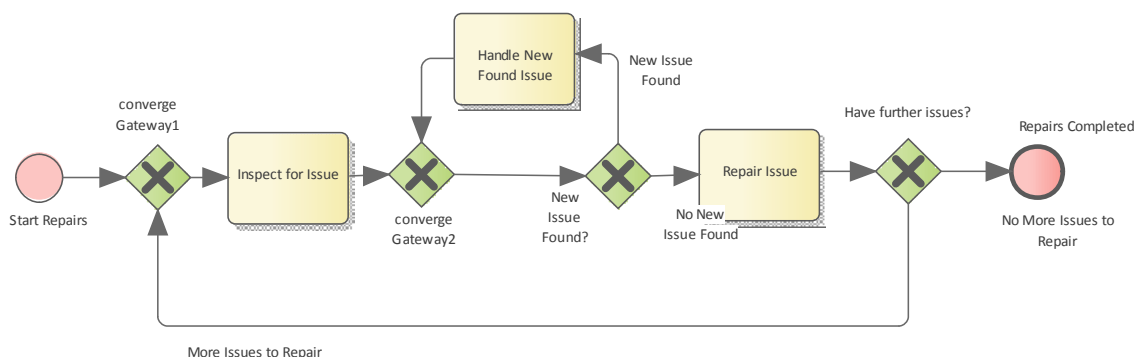 converge
Gateway1
Start Repairs
Inspect for Issue
Handle New
Found Issue
converge
Gateway2
New Issue
Found
New
Issue
Found?
No New
Issue Found
Repair Issue
Have further issues?
Repairs Completed
No More Issues to
Repair
More Issues to Repair